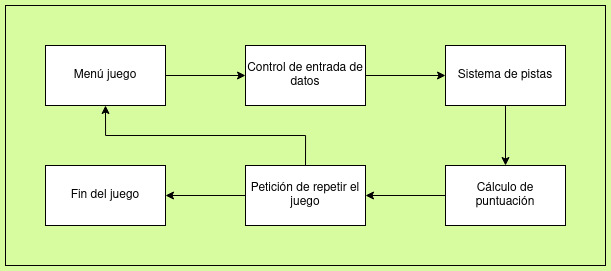 Menú juego
Control de entrada de
datos
Sistema de pistas
Fin del juego
Petición de repetir el
juego
Cálculo de
puntuación